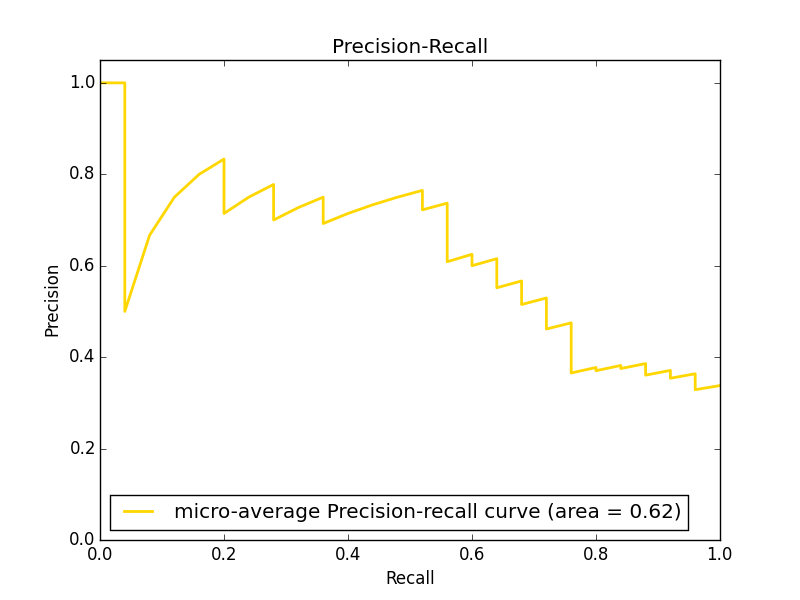 Precision-Recall
1.0
0.8
0.6
0.4
0.2
0.0
Precision
micro-average Precision-recall curve (area = 0.62)
0.0 0.2 0.4 0.6 0.8 1.0
Recall